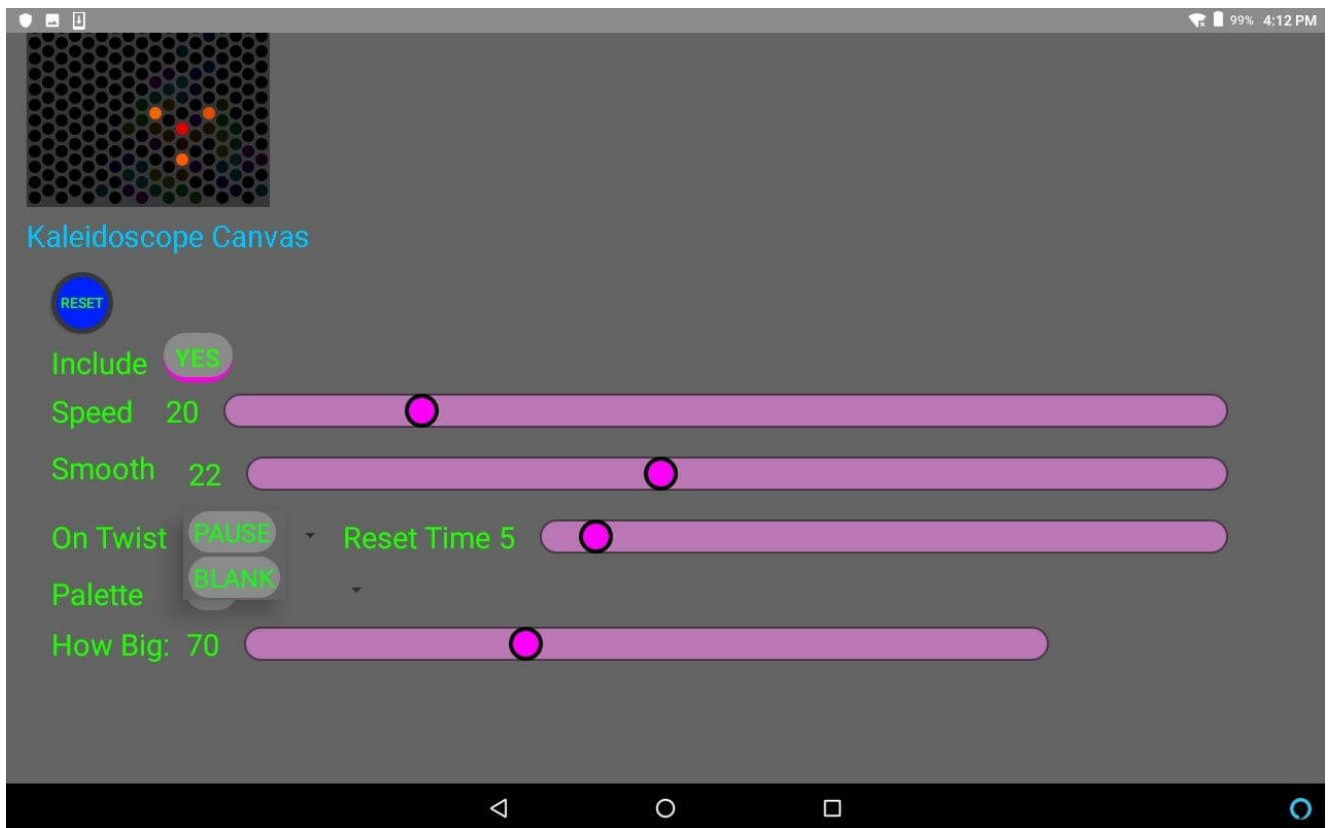 99% 4:12 PM
Kaleidoscope Canvas
RESET
Include YES
Speed 20
Smooth 22
On Twist PAUSE Reset Time 5
BLANK
Palette
How Big: 70